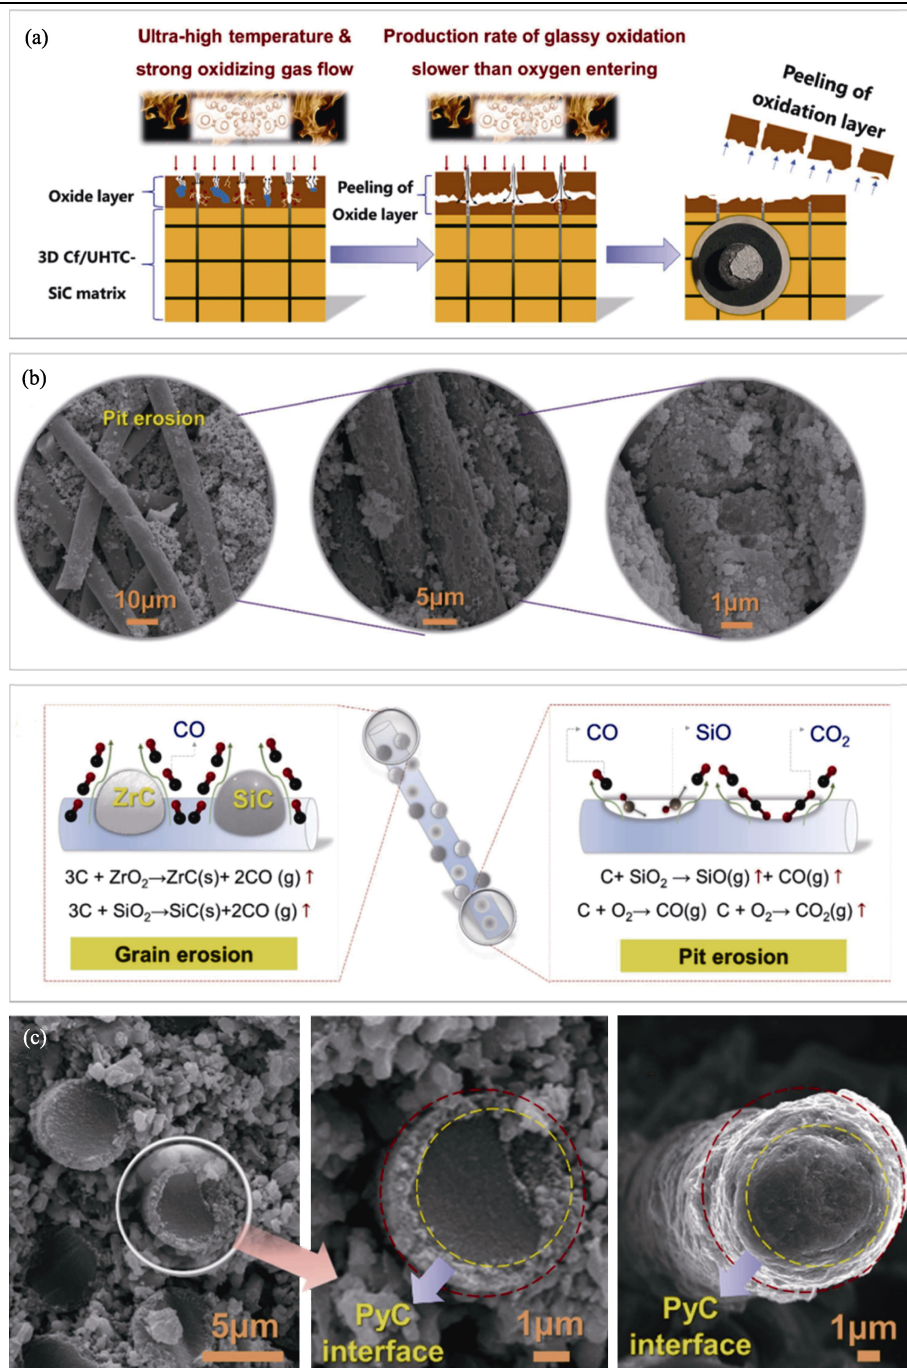 (a)
Ultra-high temperature &
strong oxidizing gas flow
Production rate of glassy oxidation
slower than oxygen entering
Peeling of
oxidation layer
Oxide layer
Peeling of
Oxide layer
3D Cf/UHTC-
SiC matrix
(b)
Pit erosion
10μm
5μm
1μm
CO
ZrC
SiC
3C + ZrO₂→ZrC(s)+ 2CO (g)↑
3C + SiO₂→SiC(s)+2CO (g)↑
Grain erosion
CO
SiO
CO₂
C+ SiO₂ → SiO(g)↑+ CO(g)↑
C + O₂→ CO(g) C + O₂→ CO₂(g)↑
Pit erosion
(c)
5μm
PyC
interface
1μm
PyC
interface
1μm